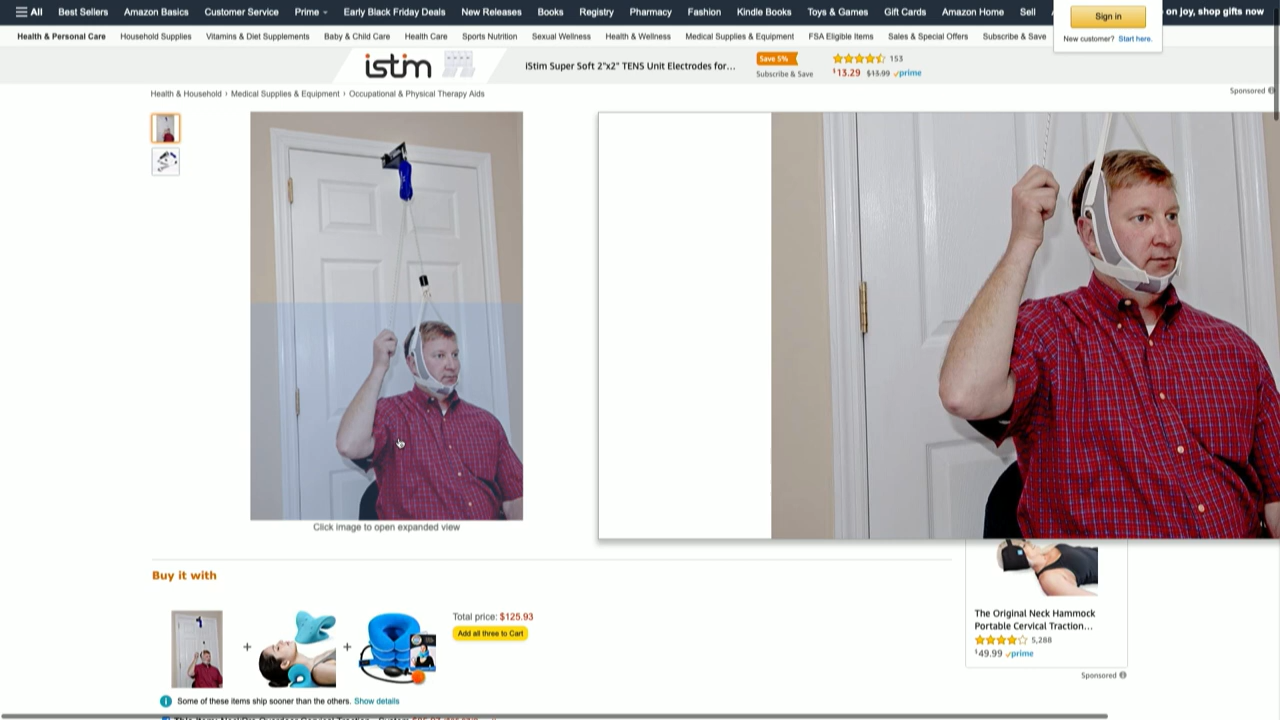 All Best Sellers Amazon Basics Customer Service Prime Early Black Friday Deals New Releases Books Registry Pharmacy Fashion Kindle Books Toys & Games Gift Cards Amazon Home Sell on joy, shop gifts now
Sign in
New customer? Start here.
Health & Personal Care Household Supplies Vitamins & Diet Supplements Baby & Child Care Health Care Sports Nutrition Sexual Wellness Health & Wellness Medical Supplies & Equipment FSA Eligible Items Sales & Special Offers Subscribe & Save
istim
iStim Super Soft 2"x2" TENS Unit Electrodes for...
Save 5%
Subscribe & Save
153
$13.29 $13.99 prime
Sponsored
Health & Household › Medical Supplies & Equipment › Occupational & Physical Therapy Aids
Click image to open expanded view
Buy it with
+ +
Total price: $125.93
Add all three to Cart
Some of these items ship sooner than the others. Show details
The Original Neck Hammock
Portable Cervical Traction...
5,288
$49.99 prime
Sponsored